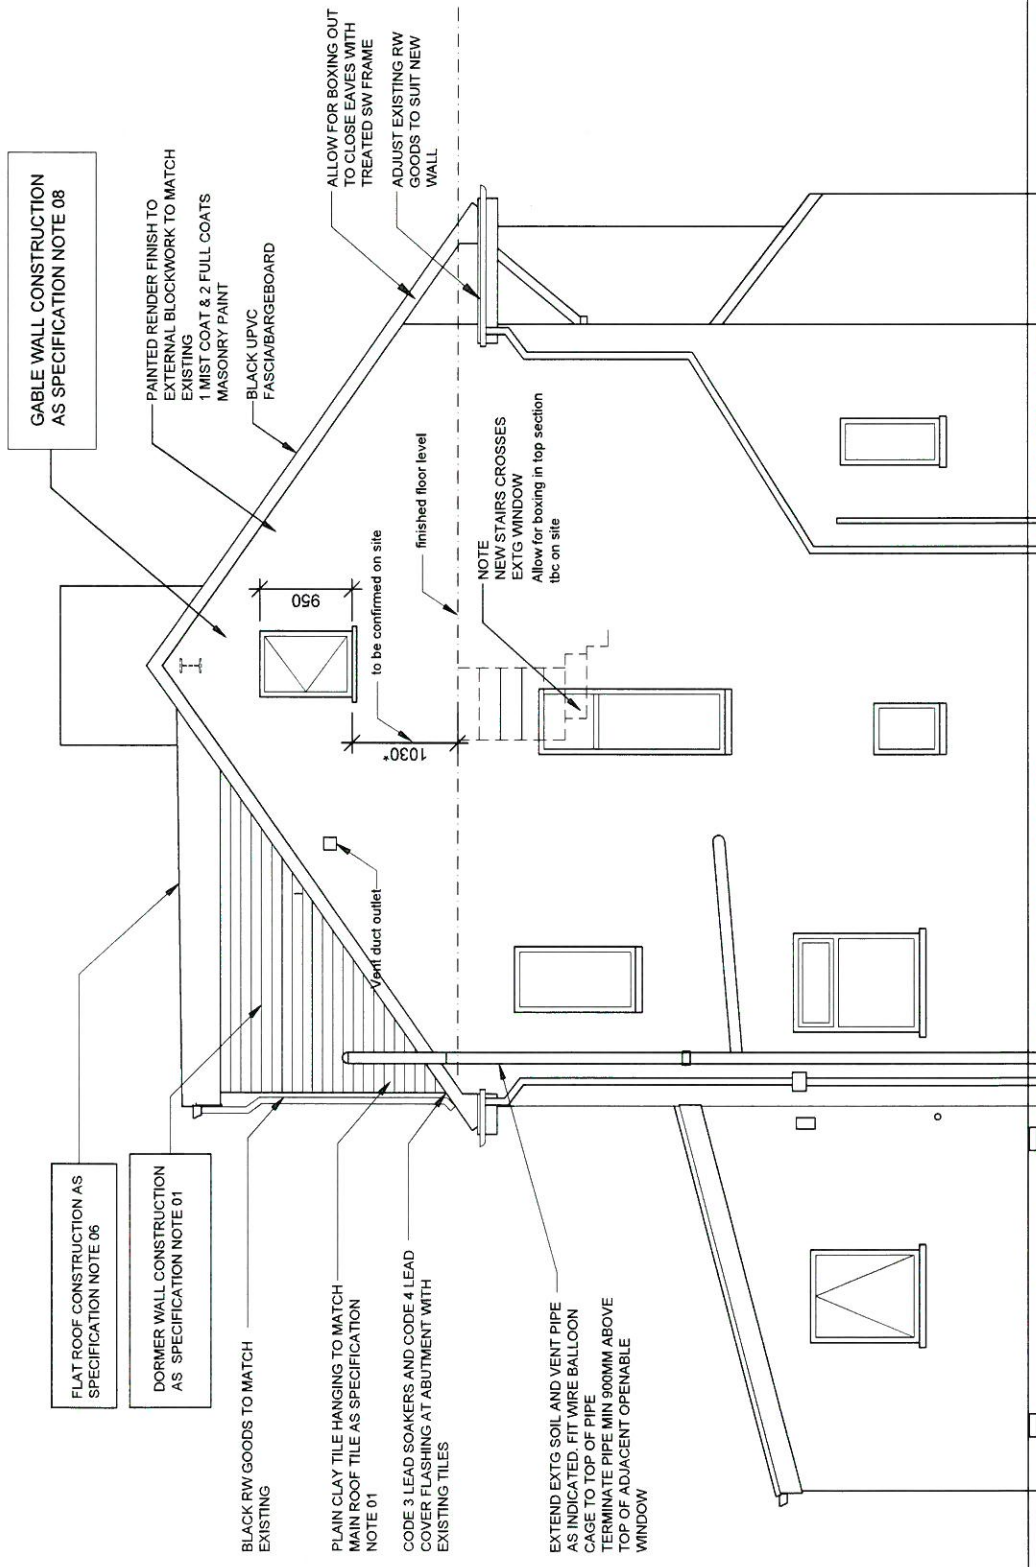 FLAT ROOF CONSTRUCTION AS
SPECIFICATION NOTE 06
DORMER WALL CONSTRUCTION
AS SPECIFICATION NOTE 01
BLACK RW GOODS TO MATCH
EXISTING
PLAIN CLAY TILE HANGING TO MATCH
MAIN ROOF TILE AS SPECIFICATION
NOTE 01
CODE 3 LEAD SOAKERS AND CODE 4 LEAD
COVER FLASHING AT ABUTMENT WITH
EXISTING TILES
EXTEND EXTG SOIL AND VENT PIPE
AS INDICATED. FIT WIRE BALLOON
CAGE TO TOP OF PIPE
TERMINATE PIPE MIN 900MM ABOVE
TOP OF ADJACENT OPENABLE
WINDOW
Vent duct outlet
GABLE WALL CONSTRUCTION
AS SPECIFICATION NOTE 08
PAINTED RENDER FINISH TO
EXTERNAL BLOCKWORK TO MATCH
EXISTING
1 MIST COAT & 2 FULL COATS
MASONRY PAINT
BLACK UPVC
FASCIA/BARGEBOARD
950
1030*
to be confirmed on site
finished floor level
NOTE
NEW STAIRS CROSSES
EXTG WINDOW
Allow for boxing in top section
tbc on site
ALLOW FOR BOXING OUT
TO CLOSE EAVES WITH
TREATED SW FRAME
ADJUST EXISTING RW
GOODS TO SUIT NEW
WALL